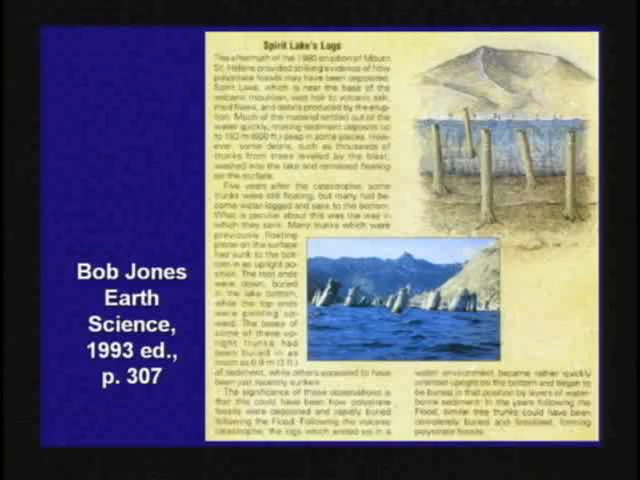 Bob Jones
Earth
Science,
1993 ed.,
p. 307
Spirit Lake's Logs
The aftermath of the 1980 eruption of Mount
St. Helens provided striking evidence of how
polystrate fossils may have been deposited.
Spirit Lake, which is near the base of the
volcanic mountain, was heir to volcanic ash,
mud flows, and debris produced by the erup-
tion. Much of the material settled out of the
water quickly, making sediment deposits up
to (600 ft.) deep in some places. How-
ever, some debris, such as thousands of
trunks from trees leveled by the blast,
washed into the lake and remained floating
on the surface.
Five years after the catastrophe, some
trunks were still floating, but many had be-
come water-logged and sank to the bottom.
What is peculiar about this was the way in
which they sank. Many trunks which were
previously floating
prone on the surface
had sunk to the bot-
tom in an upright po-
sition. The root ends
were down, buried
in the lake bottom,
while the top ends
were pointing up-
ward. The bases of
some of these up-
right trunks had
been buried in as
much as 0.9 m (3 ft.)
of sediment, while others appeared to have
been just recently sunken.
The significance of these observations is
that this could have been how polystrate
fossils were deposited and rapidly buried
following the Flood. Following the volcanic
catastrophe, the logs which ended up in a
water environment became rather quickly
oriented upright on the bottom and began to
be buried in that position by layers of water-
borne sediment. In the years following the
Flood, similar tree trunks could have been
completely buried and fossilized, forming
polystrate fossils.